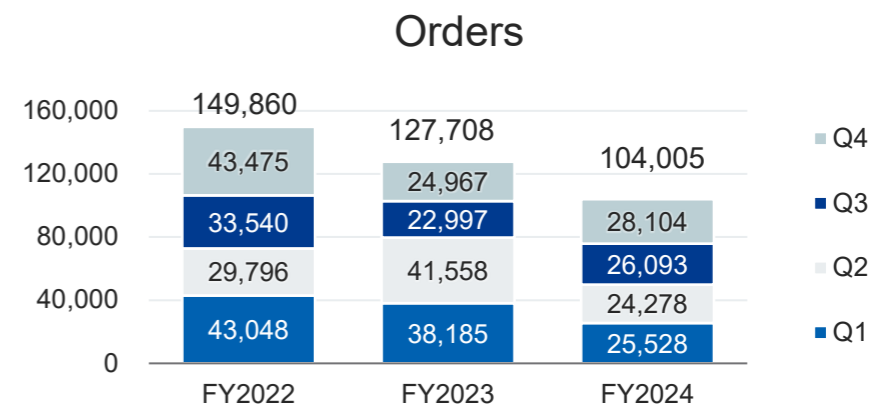 Orders
160,000
120,000
80,000
40,000
0
149,860
43,475
33,540
29,796
43,048
FY2022
127,708
24,967
22,997
41,558
38,185
FY2023
104,005
28,104
26,093
24,278
25,528
FY2024
Q4
Q3
Q2
Q1